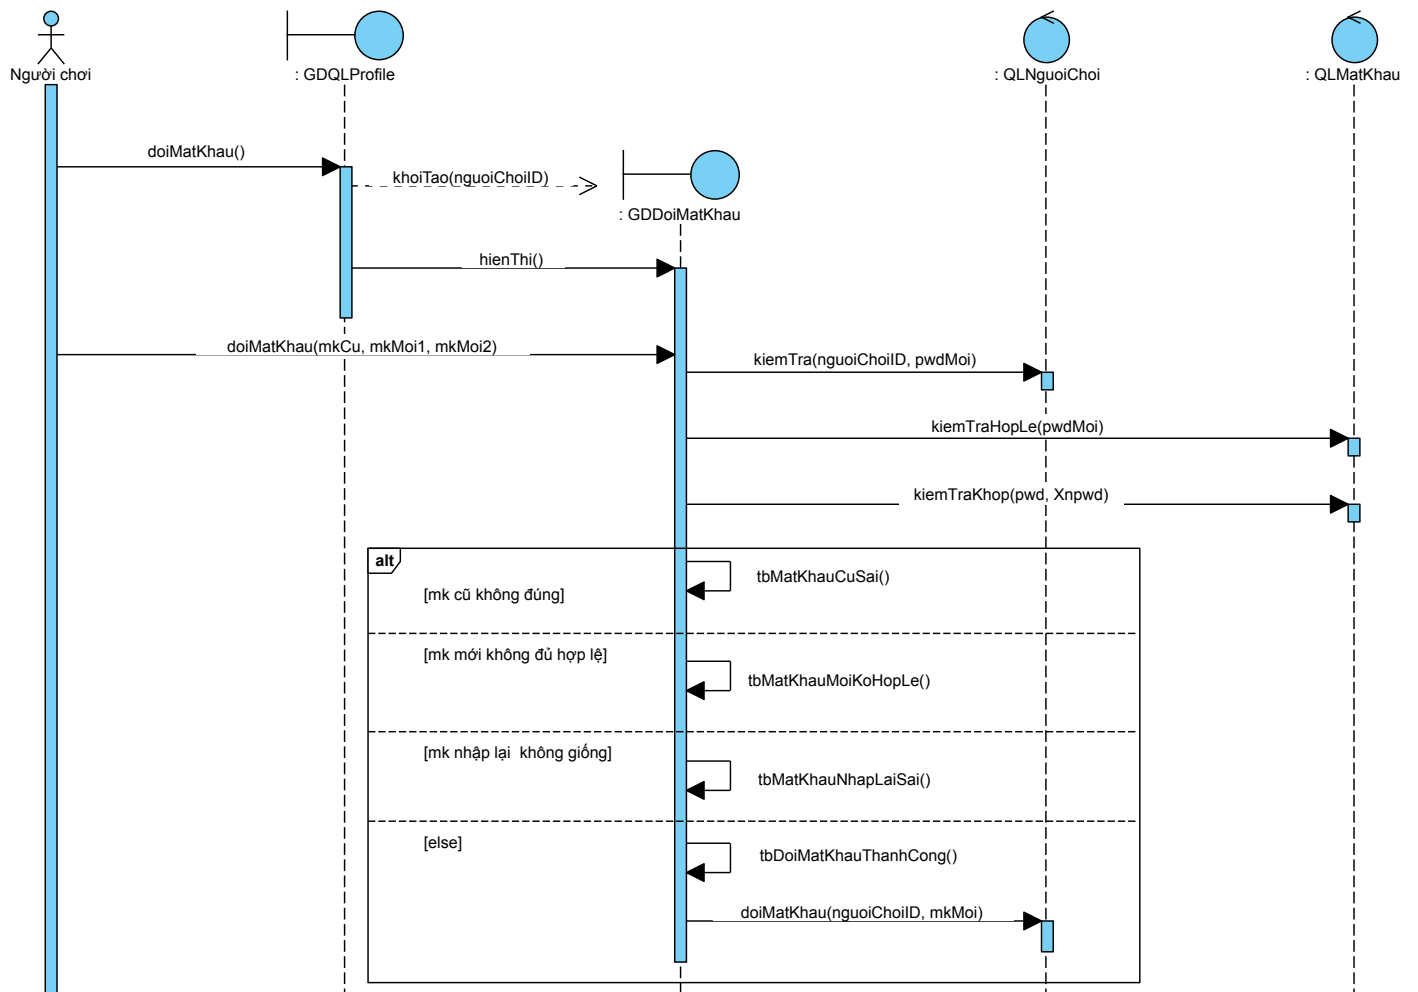 Người chơi
: GDQLProfile
: QLNguoiChoi
: QLMatKhau
doiMatKhau()
khoiTao(nguoiChoiID)
: GDDoiMatKhau
hienThi()
doiMatKhau(mkCu, mkMoi1, mkMoi2)
kiemTra(nguoiChoiID, pwdMoi)
kiemTraHopLe(pwdMoi)
kiemTraKhop(pwd, Xnpwd)
alt
tbMatKhauCuSai()
[mk cũ không đúng]
[mk mới không đủ hợp lệ]
tbMatKhauMoiKoHopLe()
[mk nhập lại  không giống]
tbMatKhauNhapLaiSai()
[else]
tbDoiMatKhauThanhCong()
doiMatKhau(nguoiChoiID, mkMoi)